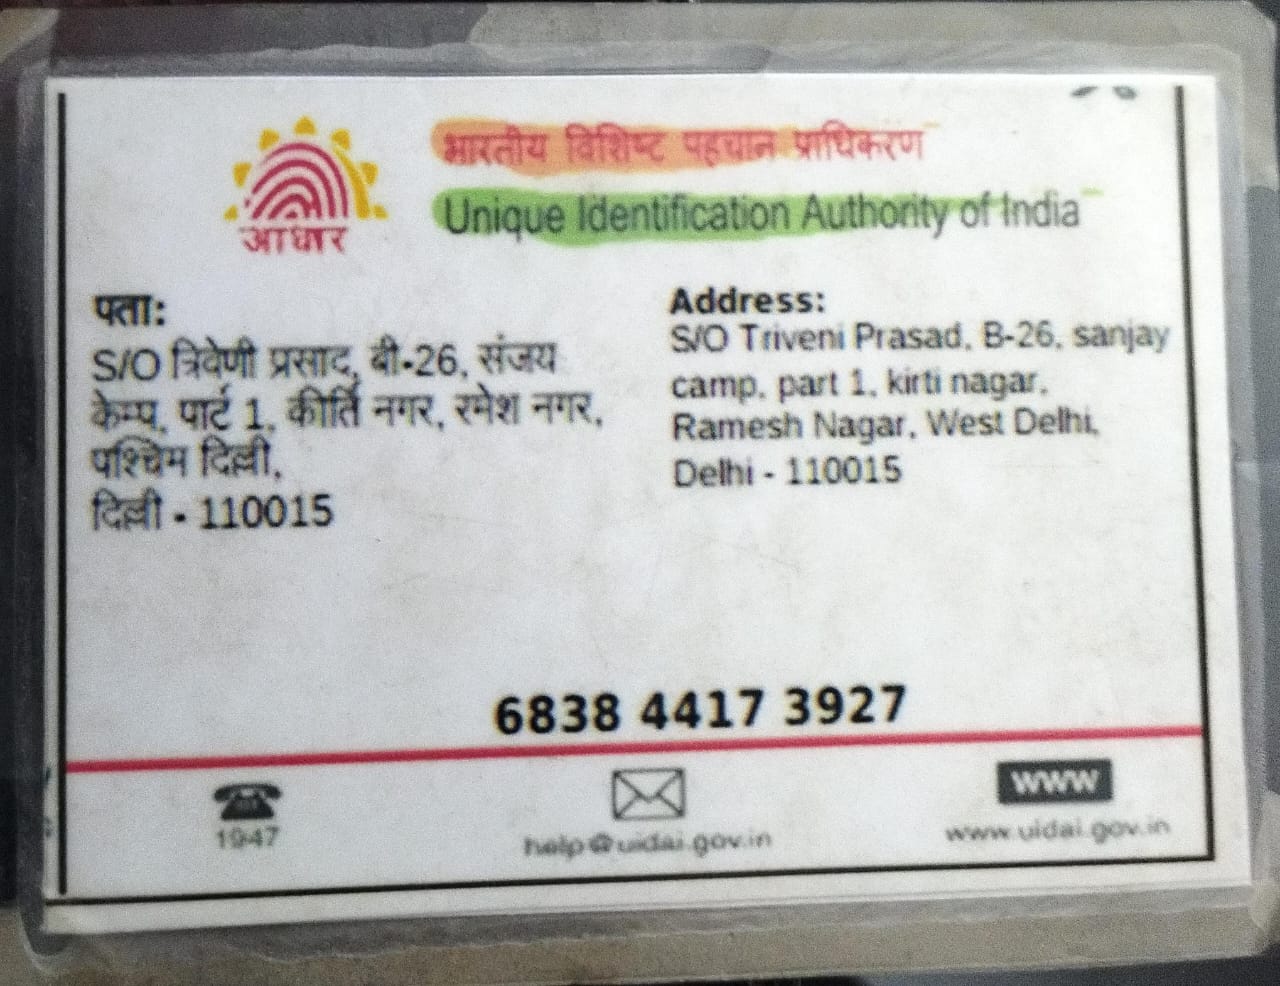 भारतीय विशिष्ट पहचान प्राधिकरण
Unique Identification Authority of India
आधार
पता:
S/O त्रिवेणी प्रसाद, बी-26, संजय
केम्प, पार्ट 1, कीर्ति नगर, रमेश नगर,
पश्चिम दिल्ली,
दिल्ली - 110015
Address:
S/O Triveni Prasad, B-26, sanjay
camp, part 1, kirti nagar,
Ramesh Nagar, West Delhi,
Delhi - 110015
6838 4417 3927
1947
help@uidai.gov.in
www
www.uidai.gov.in